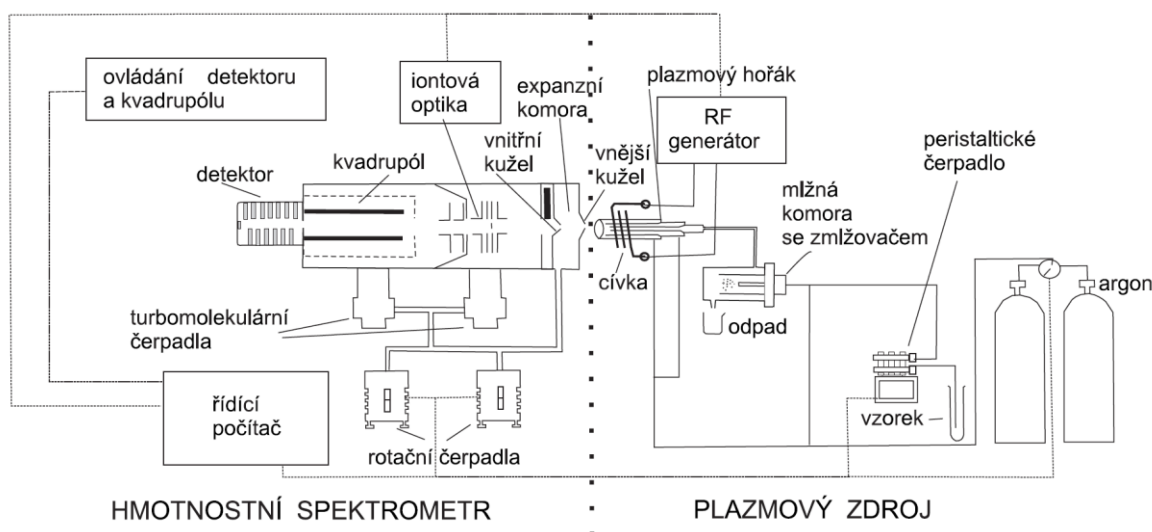 ovládání detektoru
a kvadrupólu
iontová
optika
expanzní
komora
plazmový hořák
RF
generátor
peristaltické
čerpadlo
vnitřní
kužel
vnější
kužel
detektor
kvadrupól
mlžná
komora
se zmlžovačem
cívka
argon
odpad
turbomolekulární
čerpadla
řídící
počítač
vzorek
rotační čerpadla
HMOTNOSTNÍ SPEKTROMETR
PLAZMOVÝ ZDROJ